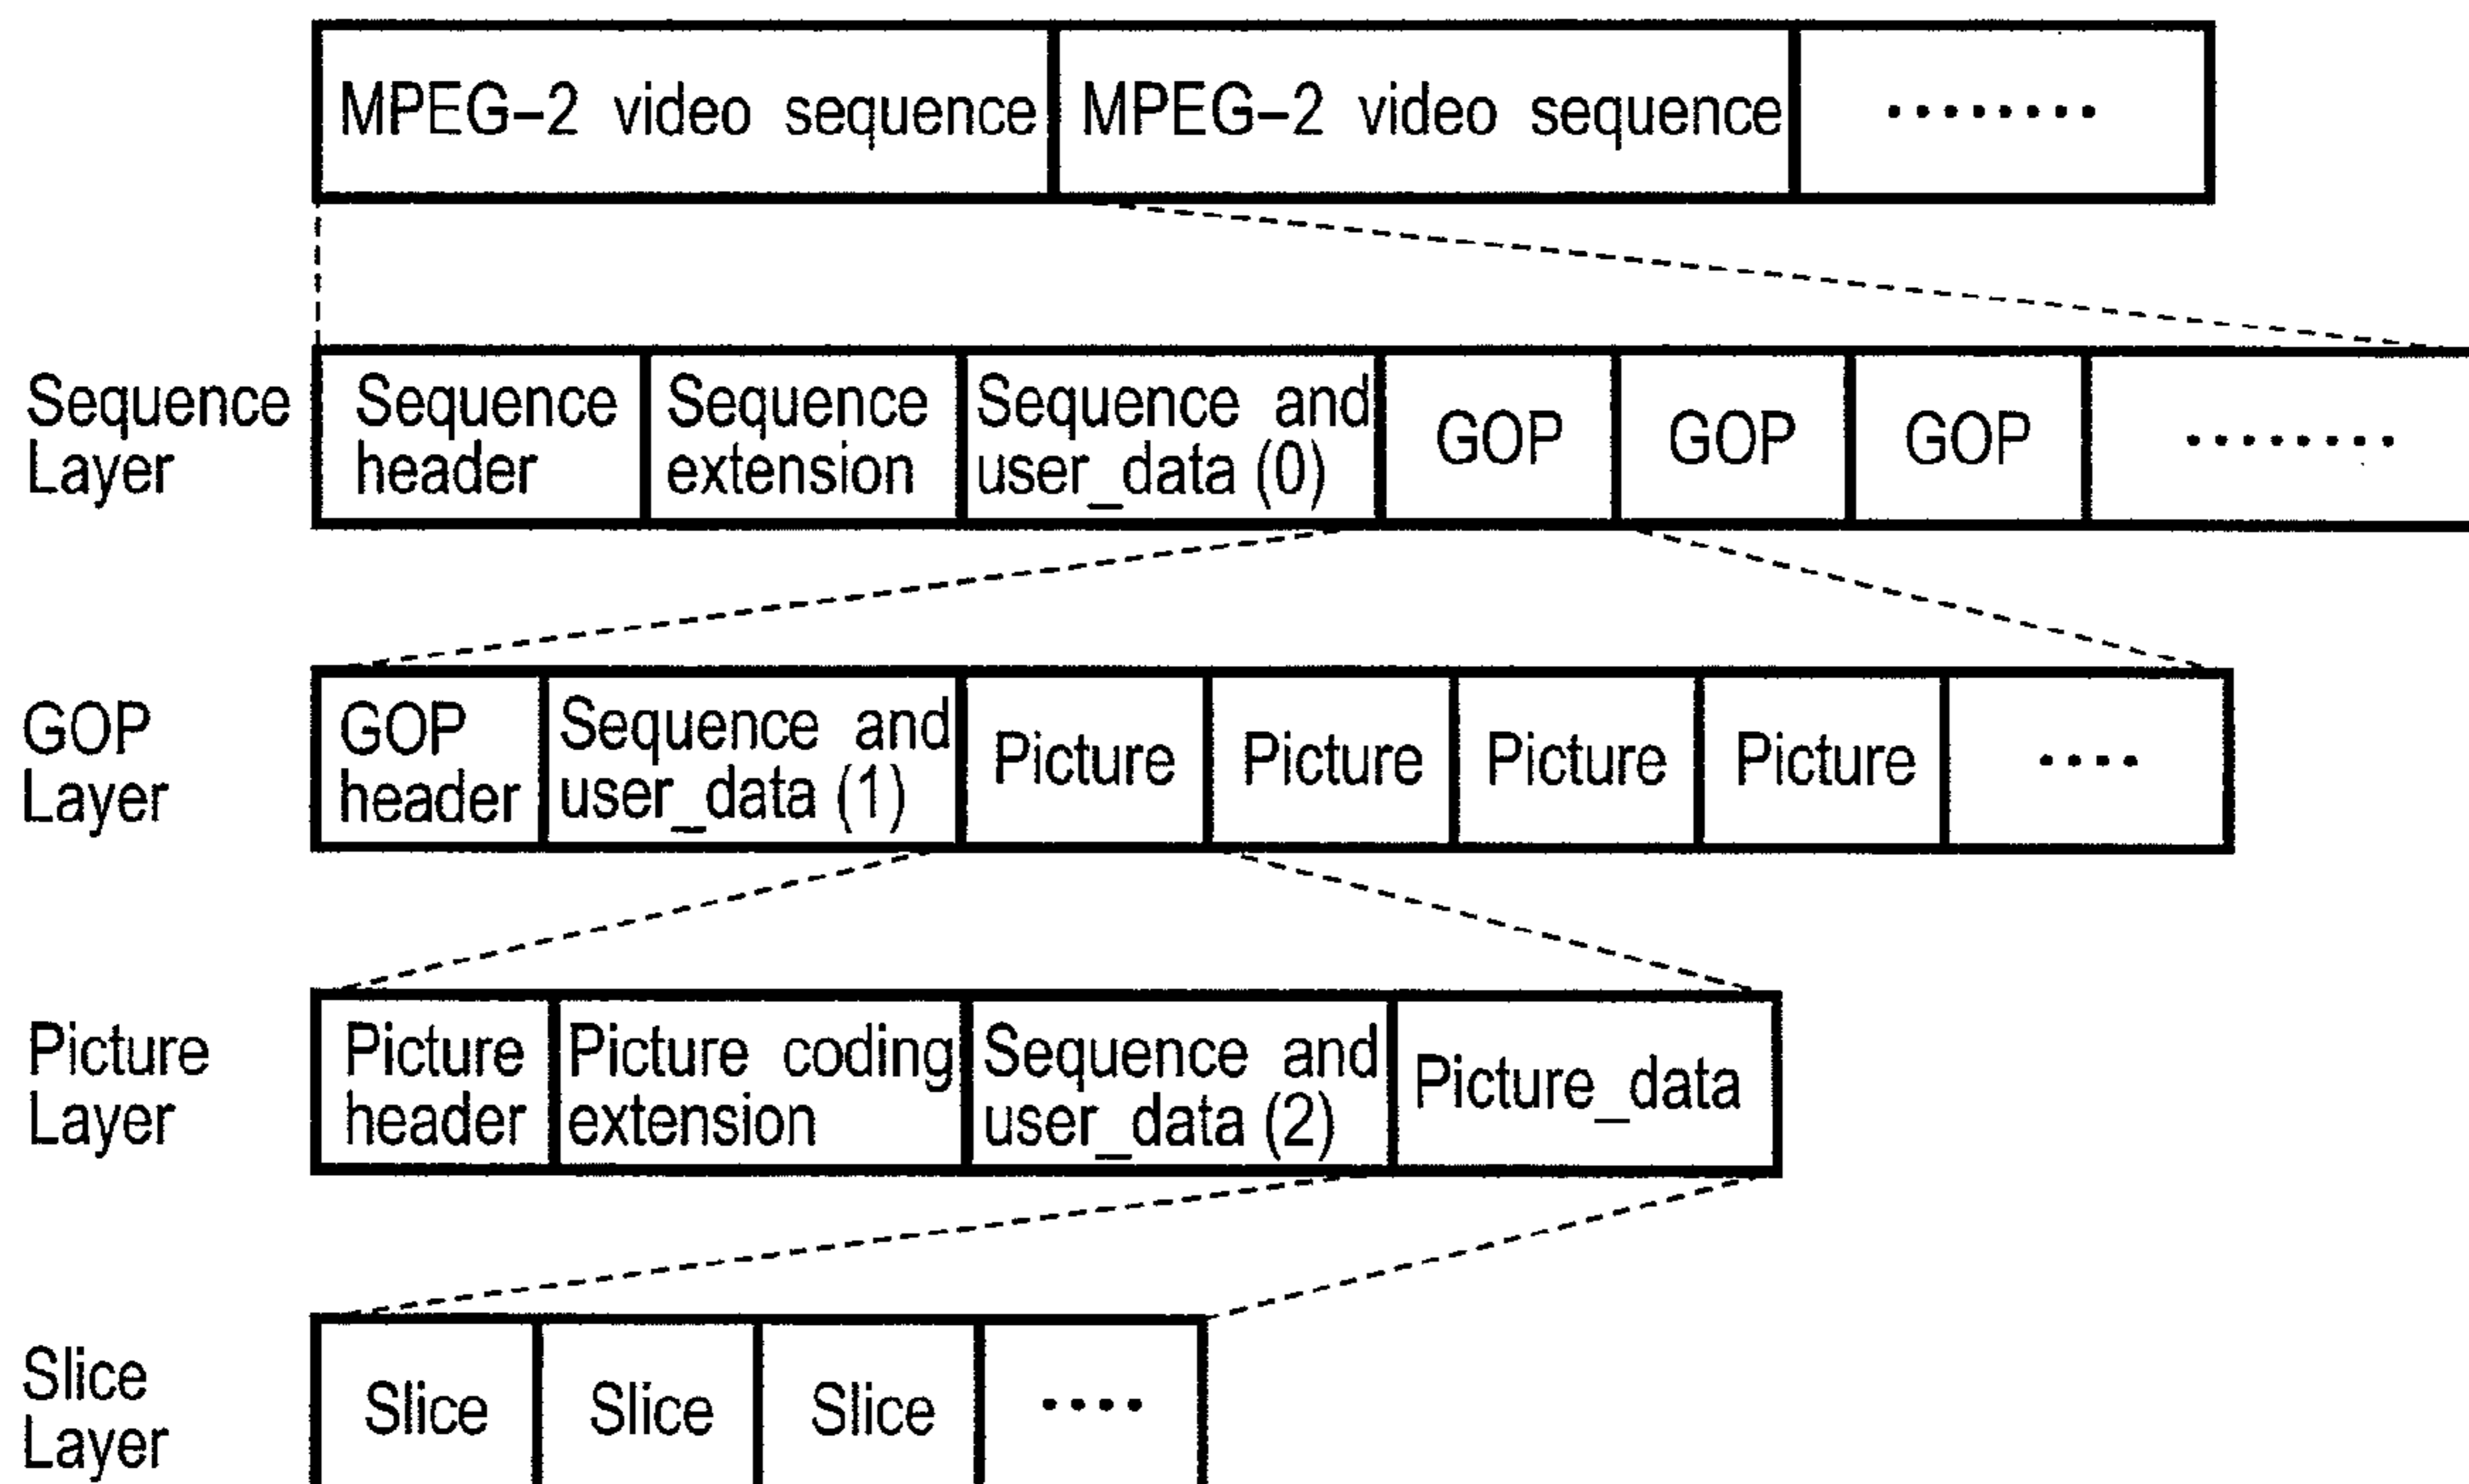 MPEG–2 video sequence
MPEG–2 video sequence
........
Sequence
Layer
Sequence
header
Sequence
extension
Sequence and
user_data (0)
GOP
GOP
GOP
........
GOP
Layer
GOP
header
Sequence and
user_data (1)
Picture
Picture
Picture
Picture
....
Picture
Layer
Picture
header
Picture coding
extension
Sequence and
user_data (2)
Picture_data
Slice
Layer
Slice
Slice
Slice
....